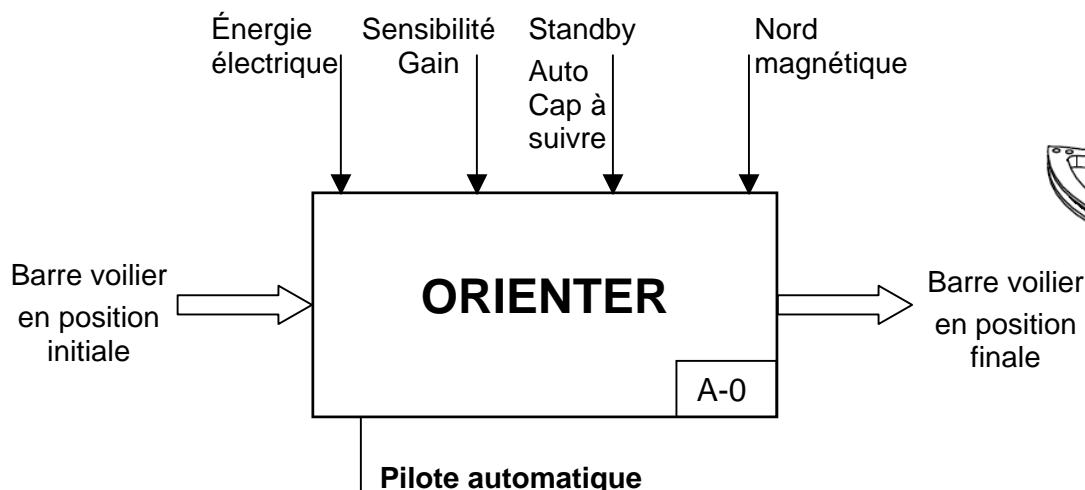 Énergie
électrique
Sensibilité
Gain
Standby
Auto
Cap à
suivre
Nord
magnétique
Barre voilier
en position
initiale
ORIENTER
A-0
Barre voilier
en position
finale
Pilote automatique